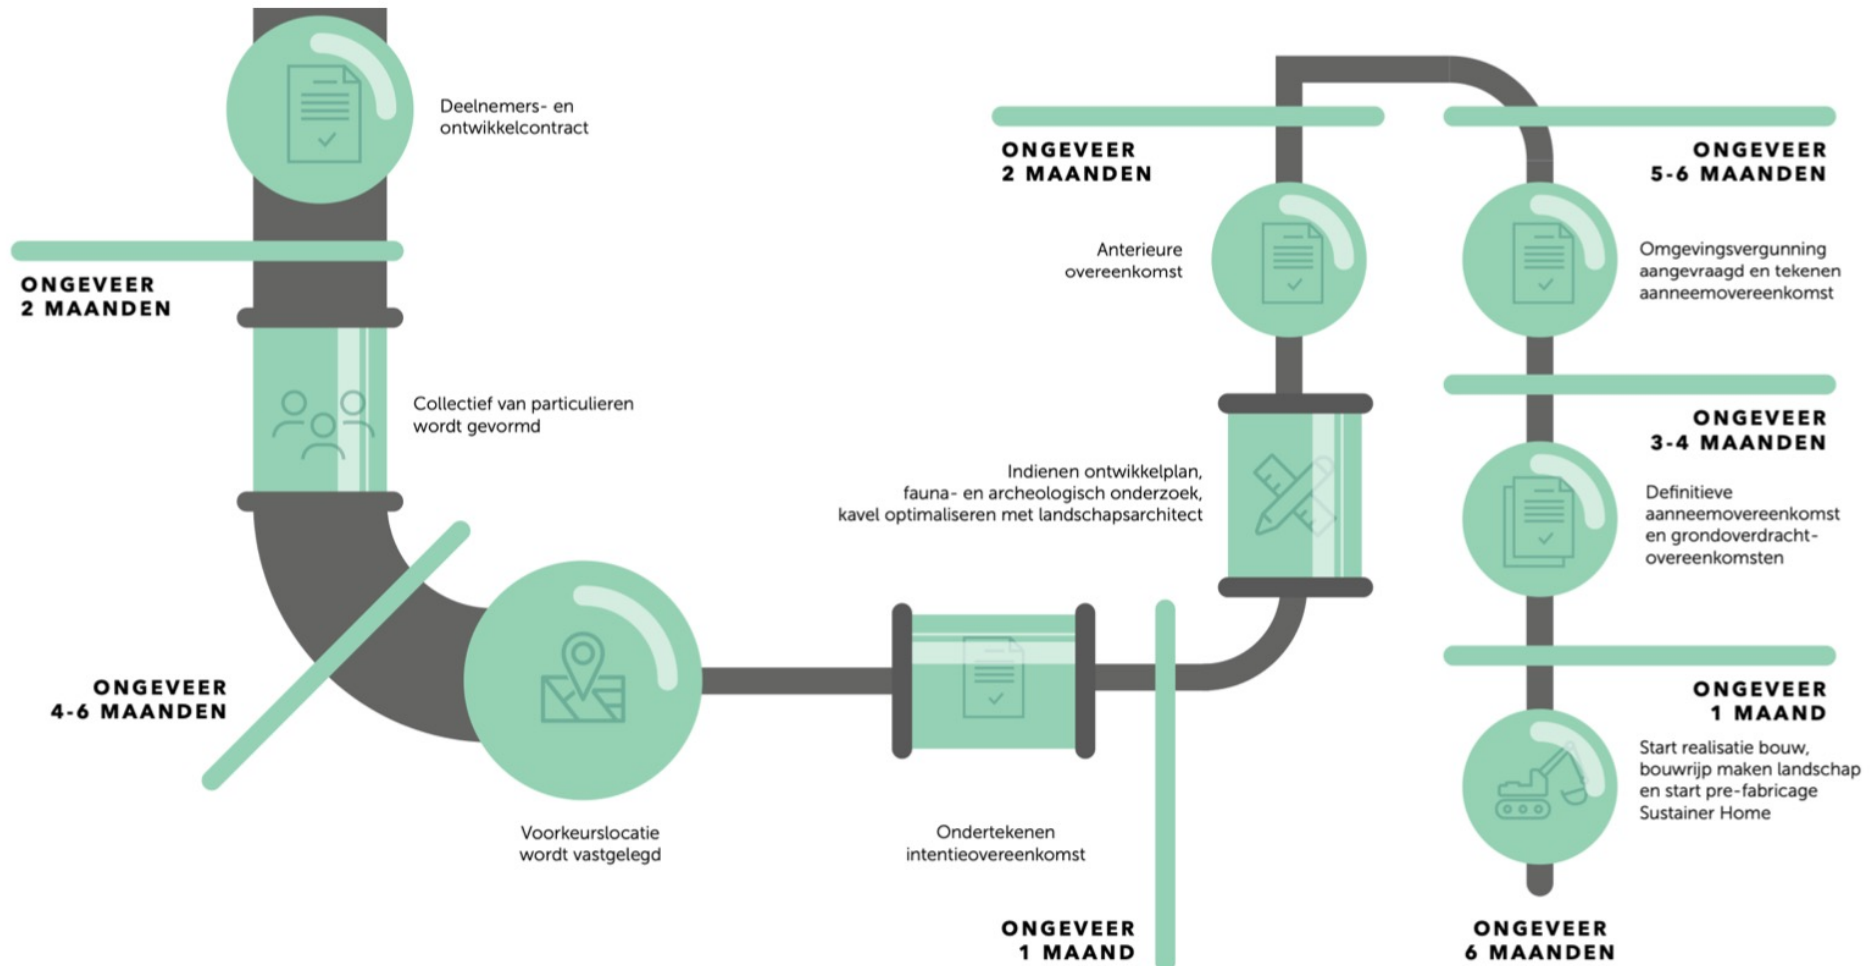 Deelnemers- en
ontwikkelcontract
ONGEVEER
2 MAANDEN
Collectief van particulieren
wordt gevormd
ONGEVEER
4-6 MAANDEN
Voorkeurslocatie
wordt vastgelegd
Ondertekenen
intentieovereenkomst
ONGEVEER
1 MAAND
Indienen ontwikkelplan,
fauna- en archeologisch onderzoek,
kavel optimaliseren met landschapsarchitect
Anterieure
overeenkomst
ONGEVEER
2 MAANDEN
ONGEVEER
5-6 MAANDEN
Omgevingsvergunning
aangevraagd en tekenen
aanneemovereenkomst
ONGEVEER
3-4 MAANDEN
Definitieve
aanneemovereenkomst
en grondoverdracht-
overeenkomsten
ONGEVEER
1 MAAND
Start realisatie bouw,
bouwrijp maken landschap
en start pre-fabricage
Sustainer Home
ONGEVEER
6 MAANDEN